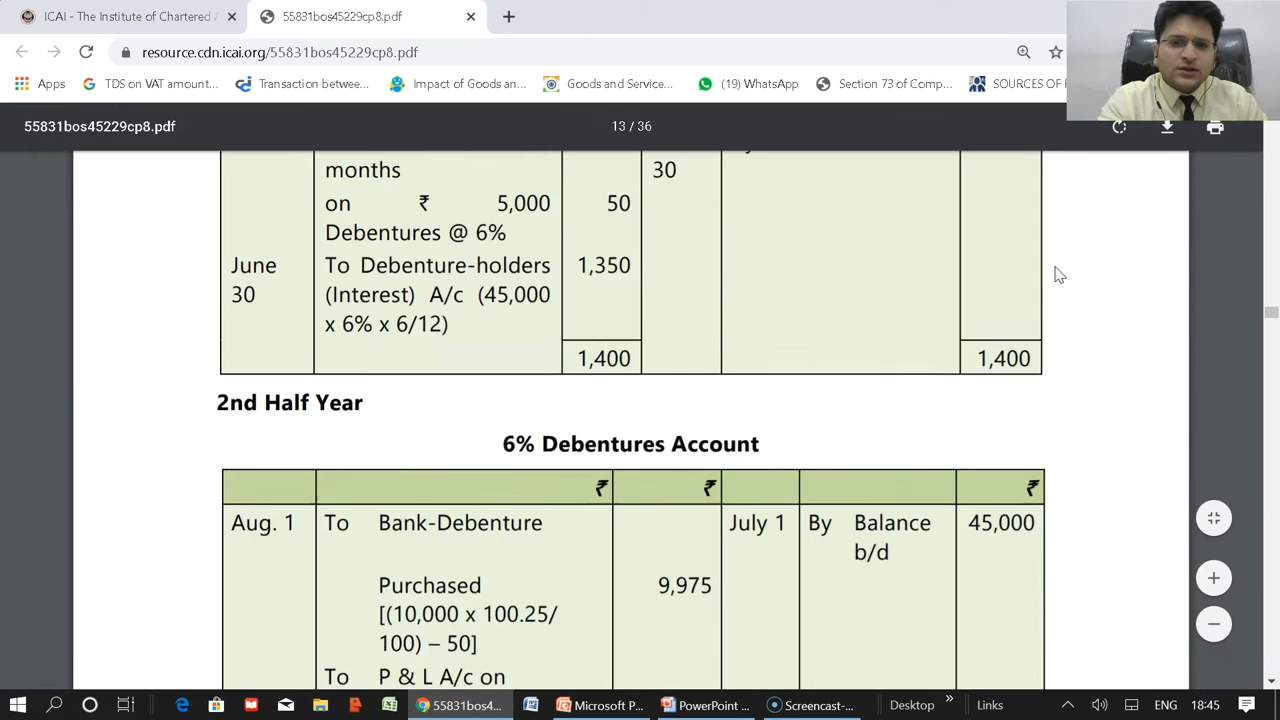 ICAI - The Institute of Chartered A
55831bos45229cp8.pdf
resource.cdn.icai.org/55831bos45229cp8.pdf
Apps
TDS on VAT amount...
Transaction betwee...
Impact of Goods an...
Goods and Service...
(19) WhatsApp
Section 73 of Comp...
SOURCES OF
55831bos45229cp8.pdf
13 / 36
months
30
on ₹ 5,000
50
Debentures @ 6%
June
To Debenture-holders
1,350
30
(Interest) A/c (45,000
x 6% x 6/12)
1,400
1,400
2nd Half Year
6% Debentures Account
₹
₹
₹
Aug. 1
To Bank-Debenture
July 1
By Balance
45,000
b/d
Purchased
9,975
[(10,000 x 100.25/
100) – 50]
To P & L A/c on
55831bos4...
Microsoft P...
PowerPoint ...
Screencast-...
Desktop
Links
ENG
18:45